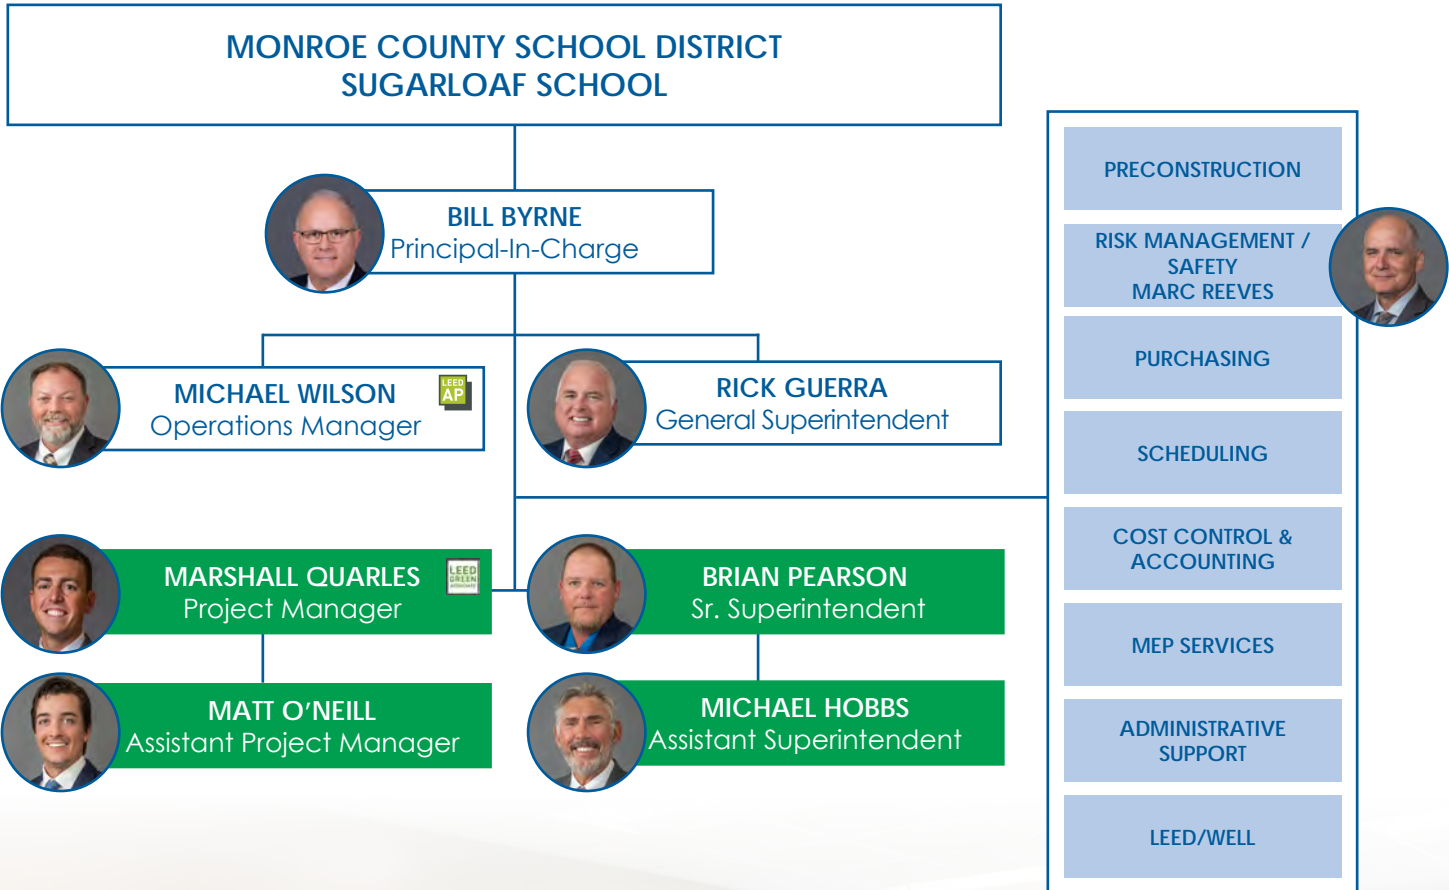 MONROE COUNTY SCHOOL DISTRICT
SUGARLOAF SCHOOL
BILL BYRNE
Principal-In-Charge
MICHAEL WILSON
Operations Manager
LEED
AP
RICK GUERRA
General Superintendent
MARSHALL QUARLES
Project Manager
LEED
GREEN
ASSOCIATE
BRIAN PEARSON
Sr. Superintendent
MATT O’NEILL
Assistant Project Manager
MICHAEL HOBBS
Assistant Superintendent
PRECONSTRUCTION
RISK MANAGEMENT /
SAFETY
MARC REEVES
PURCHASING
SCHEDULING
COST CONTROL &
ACCOUNTING
MEP SERVICES
ADMINISTRATIVE
SUPPORT
LEED/WELL